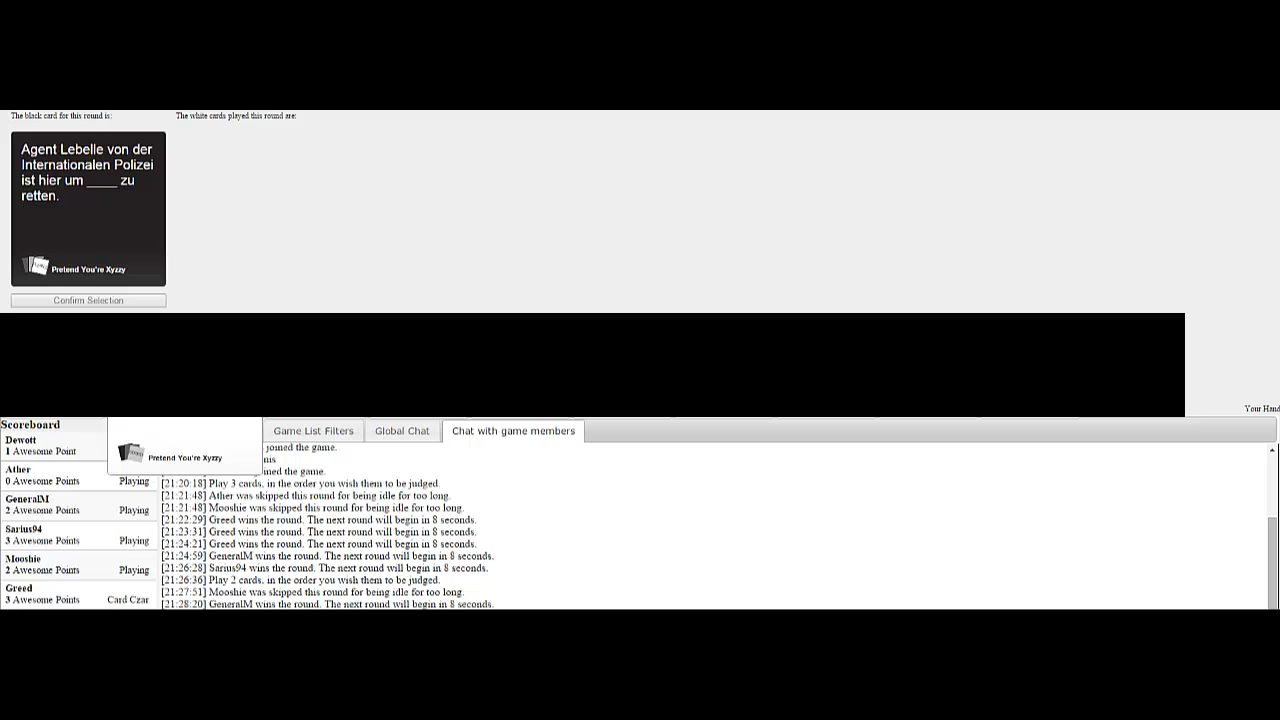 The black card for this round is:
The white cards played this round are:
Agent Lebelle von der
Internationalen Polizei
ist hier um ____ zu
retten.
Pretend You're Xyzzy
Confirm Selection
Your Hand
Scoreboard
Dewott
1 Awesome Point
Ather
0 Awesome Points Playing
GeneralM
2 Awesome Points Playing
Sarius94
3 Awesome Points Playing
Mooshie
2 Awesome Points Playing
Greed
3 Awesome Points Card Czar
Pretend You're Xyzzy
Game List Filters
Global Chat
Chat with game members
joined the game.
the game.
[21:20:18] Play 3 cards, in the order you wish them to be judged.
[21:21:48] Ather was skipped this round for being idle for too long.
[21:21:48] Mooshie was skipped this round for being idle for too long.
[21:22:29] Greed wins the round. The next round will begin in 8 seconds.
[21:23:31] Greed wins the round. The next round will begin in 8 seconds.
[21:24:21] Greed wins the round. The next round will begin in 8 seconds.
[21:24:59] GeneralM wins the round. The next round will begin in 8 seconds.
[21:26:28] Sarius94 wins the round. The next round will begin in 8 seconds.
[21:26:36] Play 2 cards, in the order you wish them to be judged.
[21:27:51] Mooshie was skipped this round for being idle for too long.
[21:28:20] GeneralM wins the round. The next round will begin in 8 seconds.